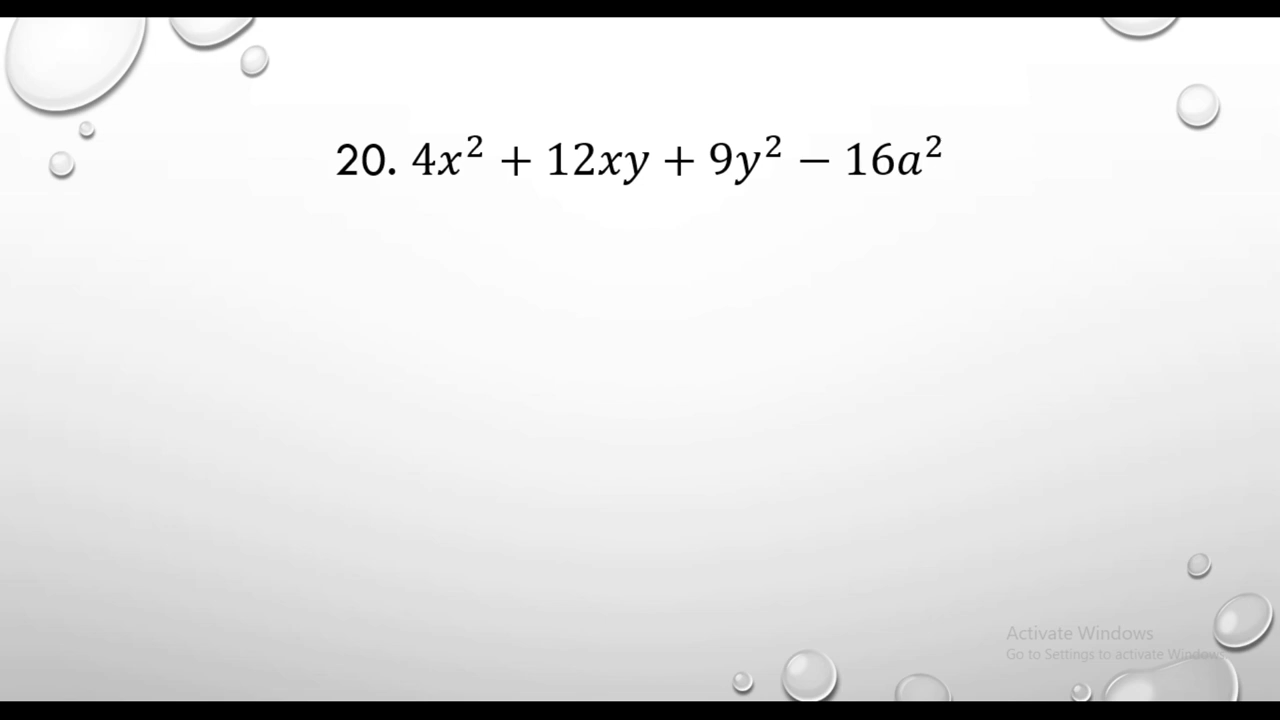 20. 4x² + 12xy + 9y² − 16a²
Activate Windows
Go to Settings to activate Windows.